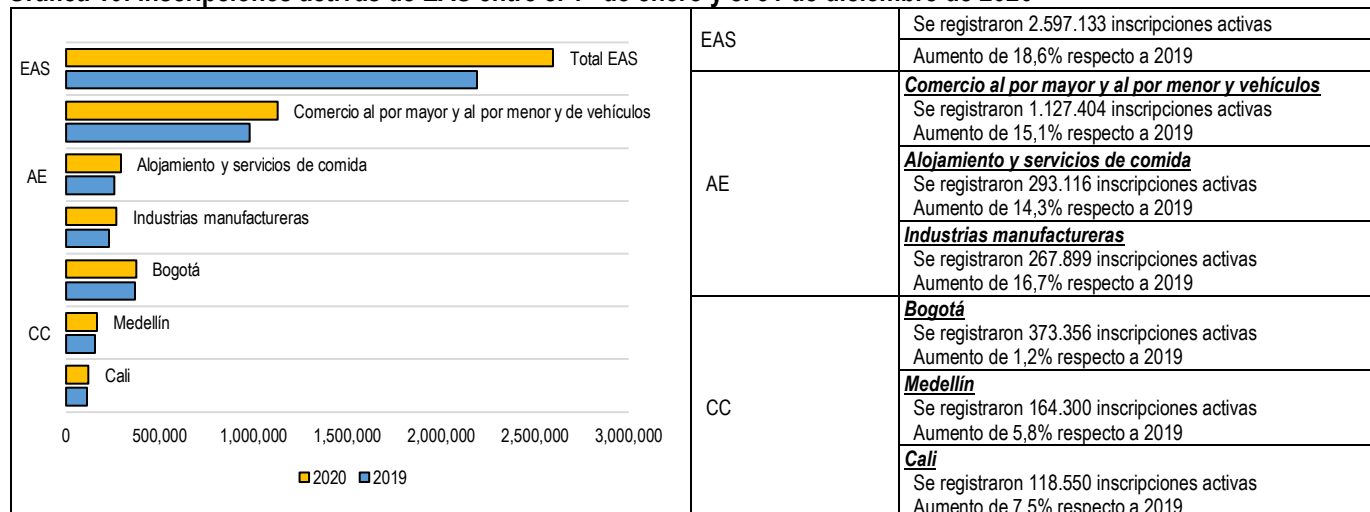 EAS
Total EAS
Comercio al por mayor y al por menor y de vehículos
AE
Alojamiento y servicios de comida
Industrias manufactureras
Bogotá
CC
Medellín
Cali
0 500,000 1,000,000 1,500,000 2,000,000 2,500,000 3,000,000
2020 2019
EAS
Se registraron 2.597.133 inscripciones activas
Aumento de 18,6% respecto a 2019
AE
Comercio al por mayor y al por menor y vehículos
Se registraron 1.127.404 inscripciones activas
Aumento de 15,1% respecto a 2019
Alojamiento y servicios de comida
Se registraron 293.116 inscripciones activas
Aumento de 14,3% respecto a 2019
Industrias manufactureras
Se registraron 267.899 inscripciones activas
Aumento de 16,7% respecto a 2019
CC
Bogotá
Se registraron 373.356 inscripciones activas
Aumento de 1,2% respecto a 2019
Medellín
Se registraron 164.300 inscripciones activas
Aumento de 5,8% respecto a 2019
Cali
Se registraron 118.550 inscripciones activas
Aumento de 7,5% respecto a 2019